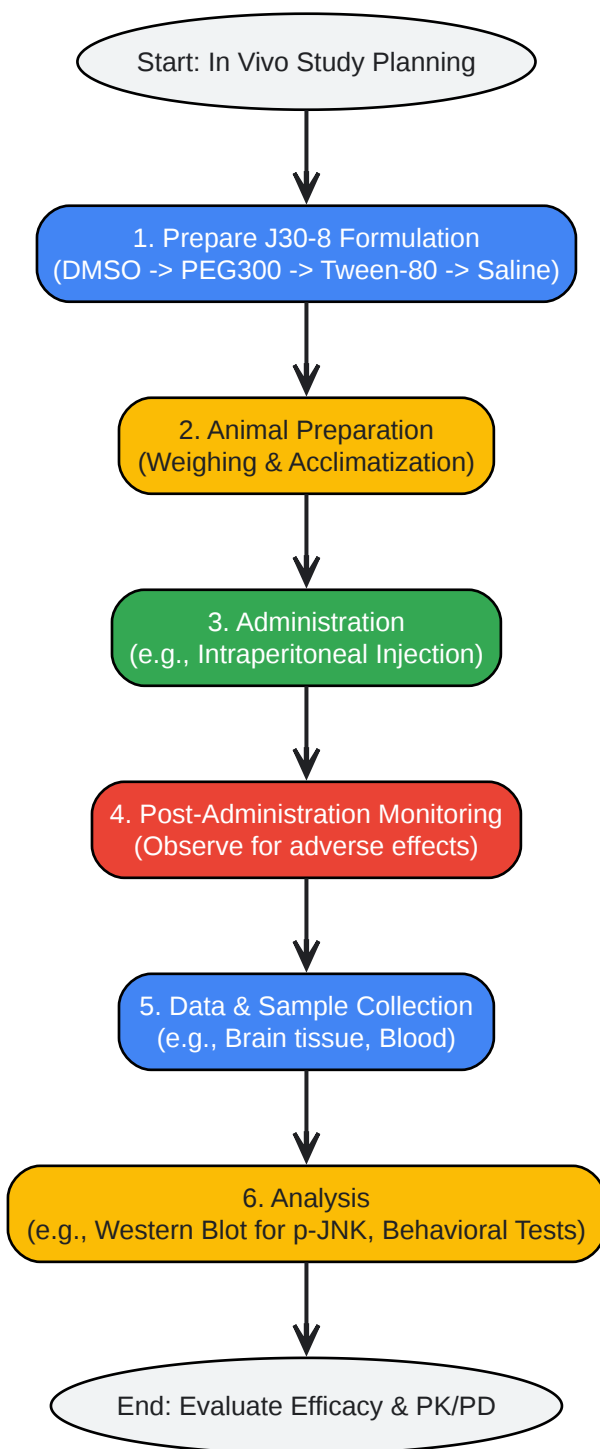 Start: In Vivo Study Planning
1. Prepare J30-8 Formulation
(DMSO -> PEG300 -> Tween-80 -> Saline)
2. Animal Preparation
(Weighing & Acclimatization)
3. Administration
(e.g., Intraperitoneal Injection)
4. Post-Administration Monitoring
(Observe for adverse effects)
5. Data & Sample Collection
(e.g., Brain tissue, Blood)
6. Analysis
(e.g., Western Blot for p-JNK, Behavioral Tests)
End: Evaluate Efficacy & PK/PD